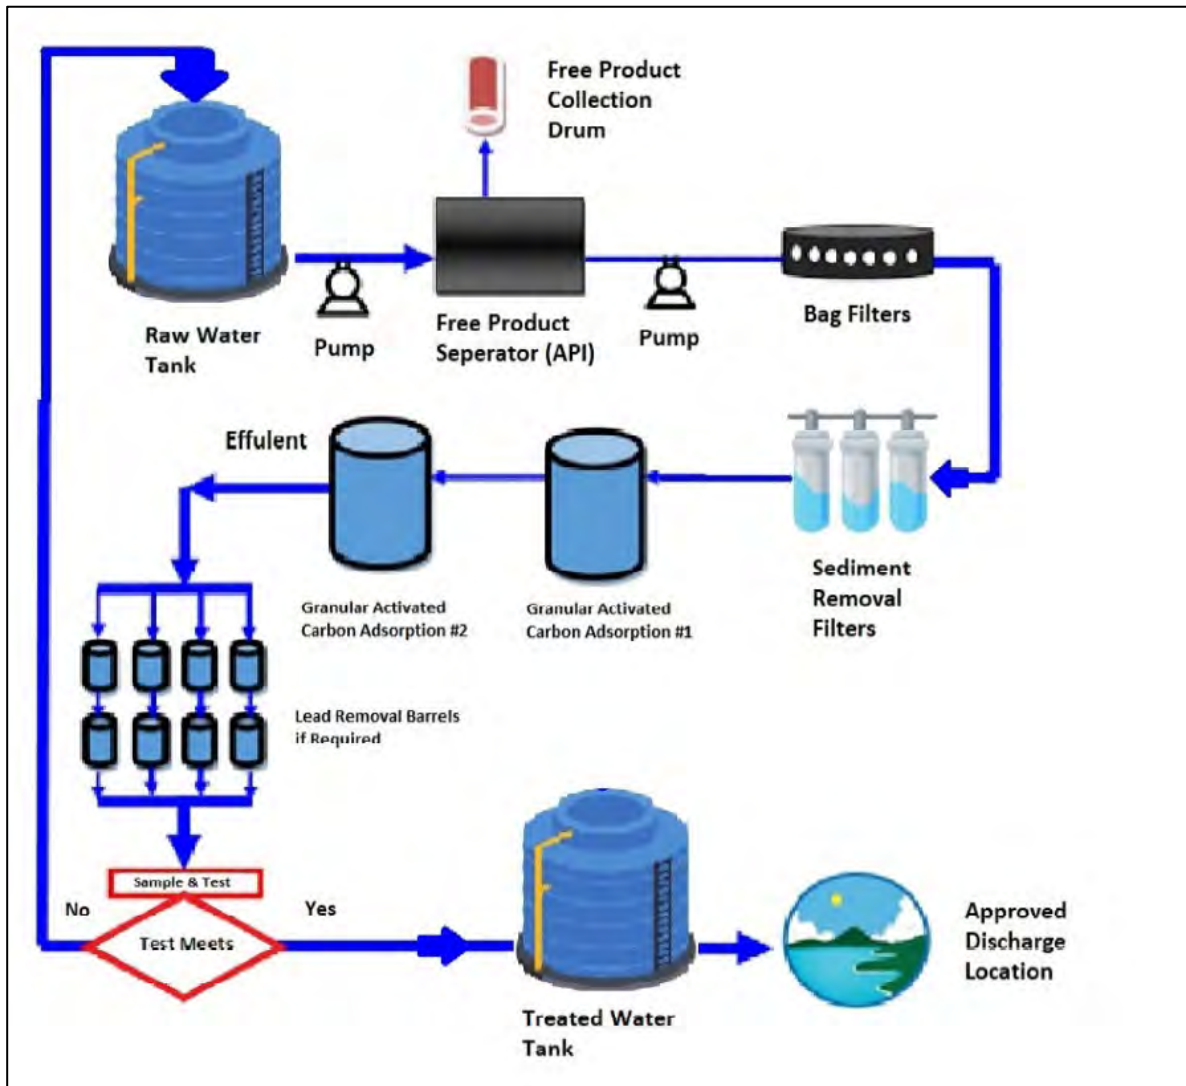 Free Product
Collection
Drum
Raw Water
Tank
Pump
Free Product
Seperator (API)
Pump
Bag Filters
Effulent
Granular Activated
Carbon Adsorption #2
Granular Activated
Carbon Adsorption #1
Sediment
Removal
Filters
Lead Removal Barrels
if Required
Sample & Test
No
Yes
Test Meets
Treated Water
Tank
Approved
Discharge
Location